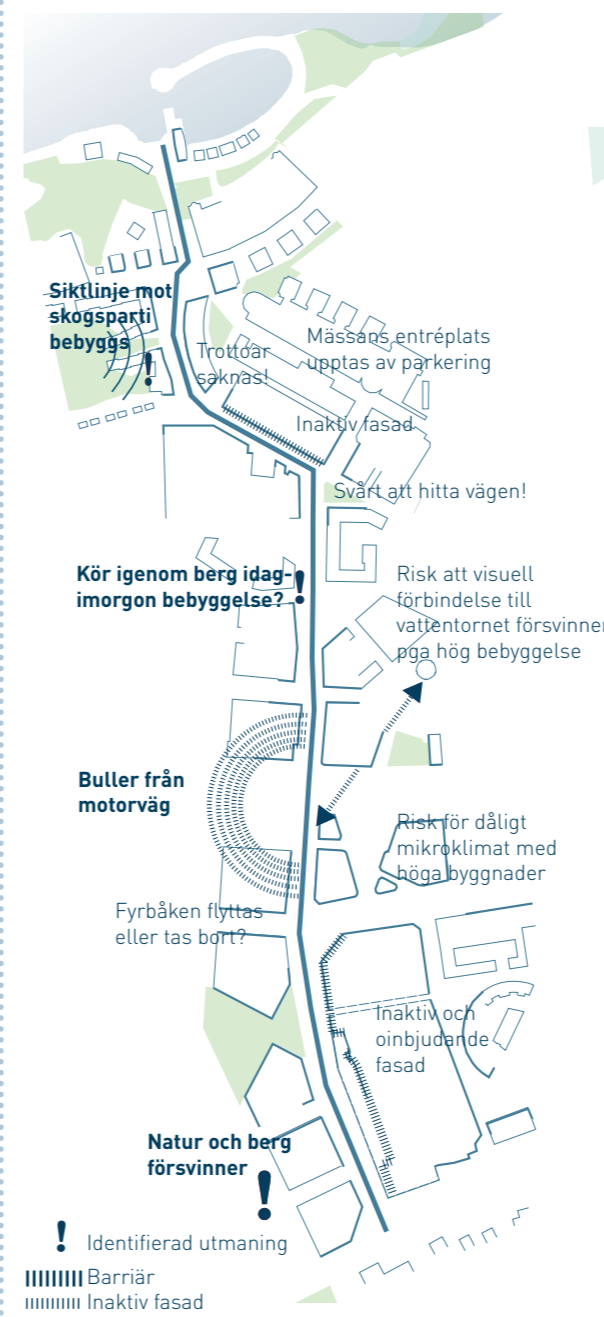 Siktlinje mot
skogsparti
bebyggs
Trottoar
saknas!
Mässans entréplats
upptas av parkering
Inaktiv fasad
Svårt att hitta vägen!
Kör igenom berg idag-
imorgon bebyggelse?
Risk att visuell
förbindelse till
vattentornet försvinner
pga hög bebyggelse
Buller från
motorväg
Risk för dåligt
mikroklimat med
höga byggnader
Fyrbåken flyttas
eller tas bort?
Inaktiv och
oinbjudande
fasad
Natur och berg
försvinner
! Identifierad utmaning
Barriär
Inaktiv fasad